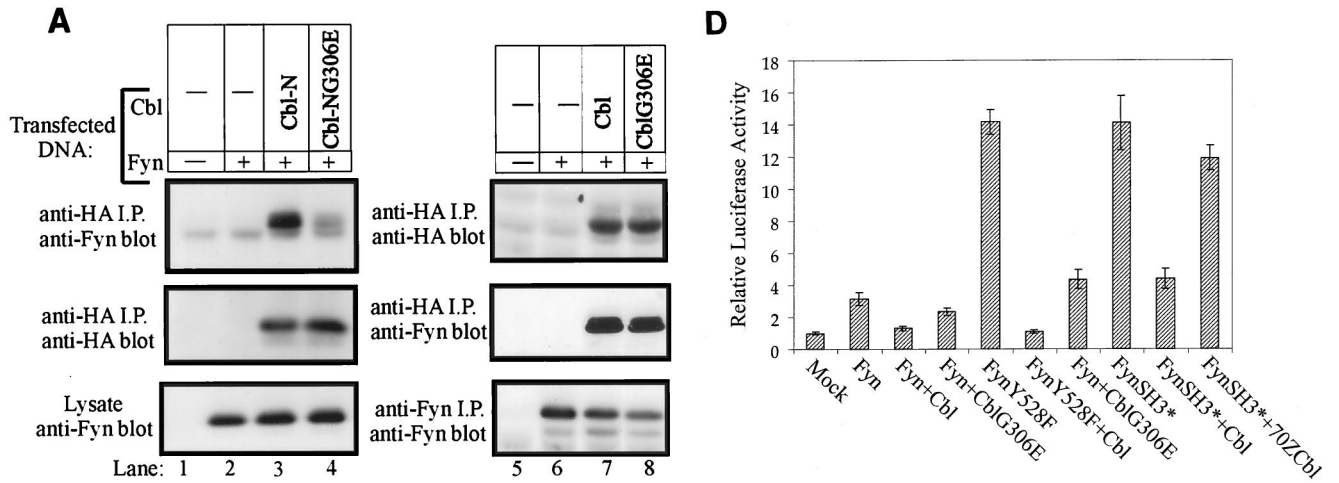 A
Transfected
DNA:
Cbl
Fyn
— — Cbl-N Cbl-NG306E
— + + +
anti-HA I.P.
anti-Fyn blot
anti-HA I.P.
anti-HA blot
Lysate
anti-Fyn blot
Lane: 1 2 3 4
— — Cbl CblG306E
— + + +
anti-HA I.P.
anti-HA blot
anti-HA I.P.
anti-Fyn blot
anti-Fyn I.P.
anti-Fyn blot
5 6 7 8
D
Relative Luciferase Activity
18
16
14
12
10
8
6
4
2
0
Mock
Fyn
Fyn+Cbl
Fyn+CblG306E
FynY528F
FynY528F+Cbl
Fyn+CblG306E
FynSH3*
FynSH3*+Cbl
FynSH3*+70ZCbl